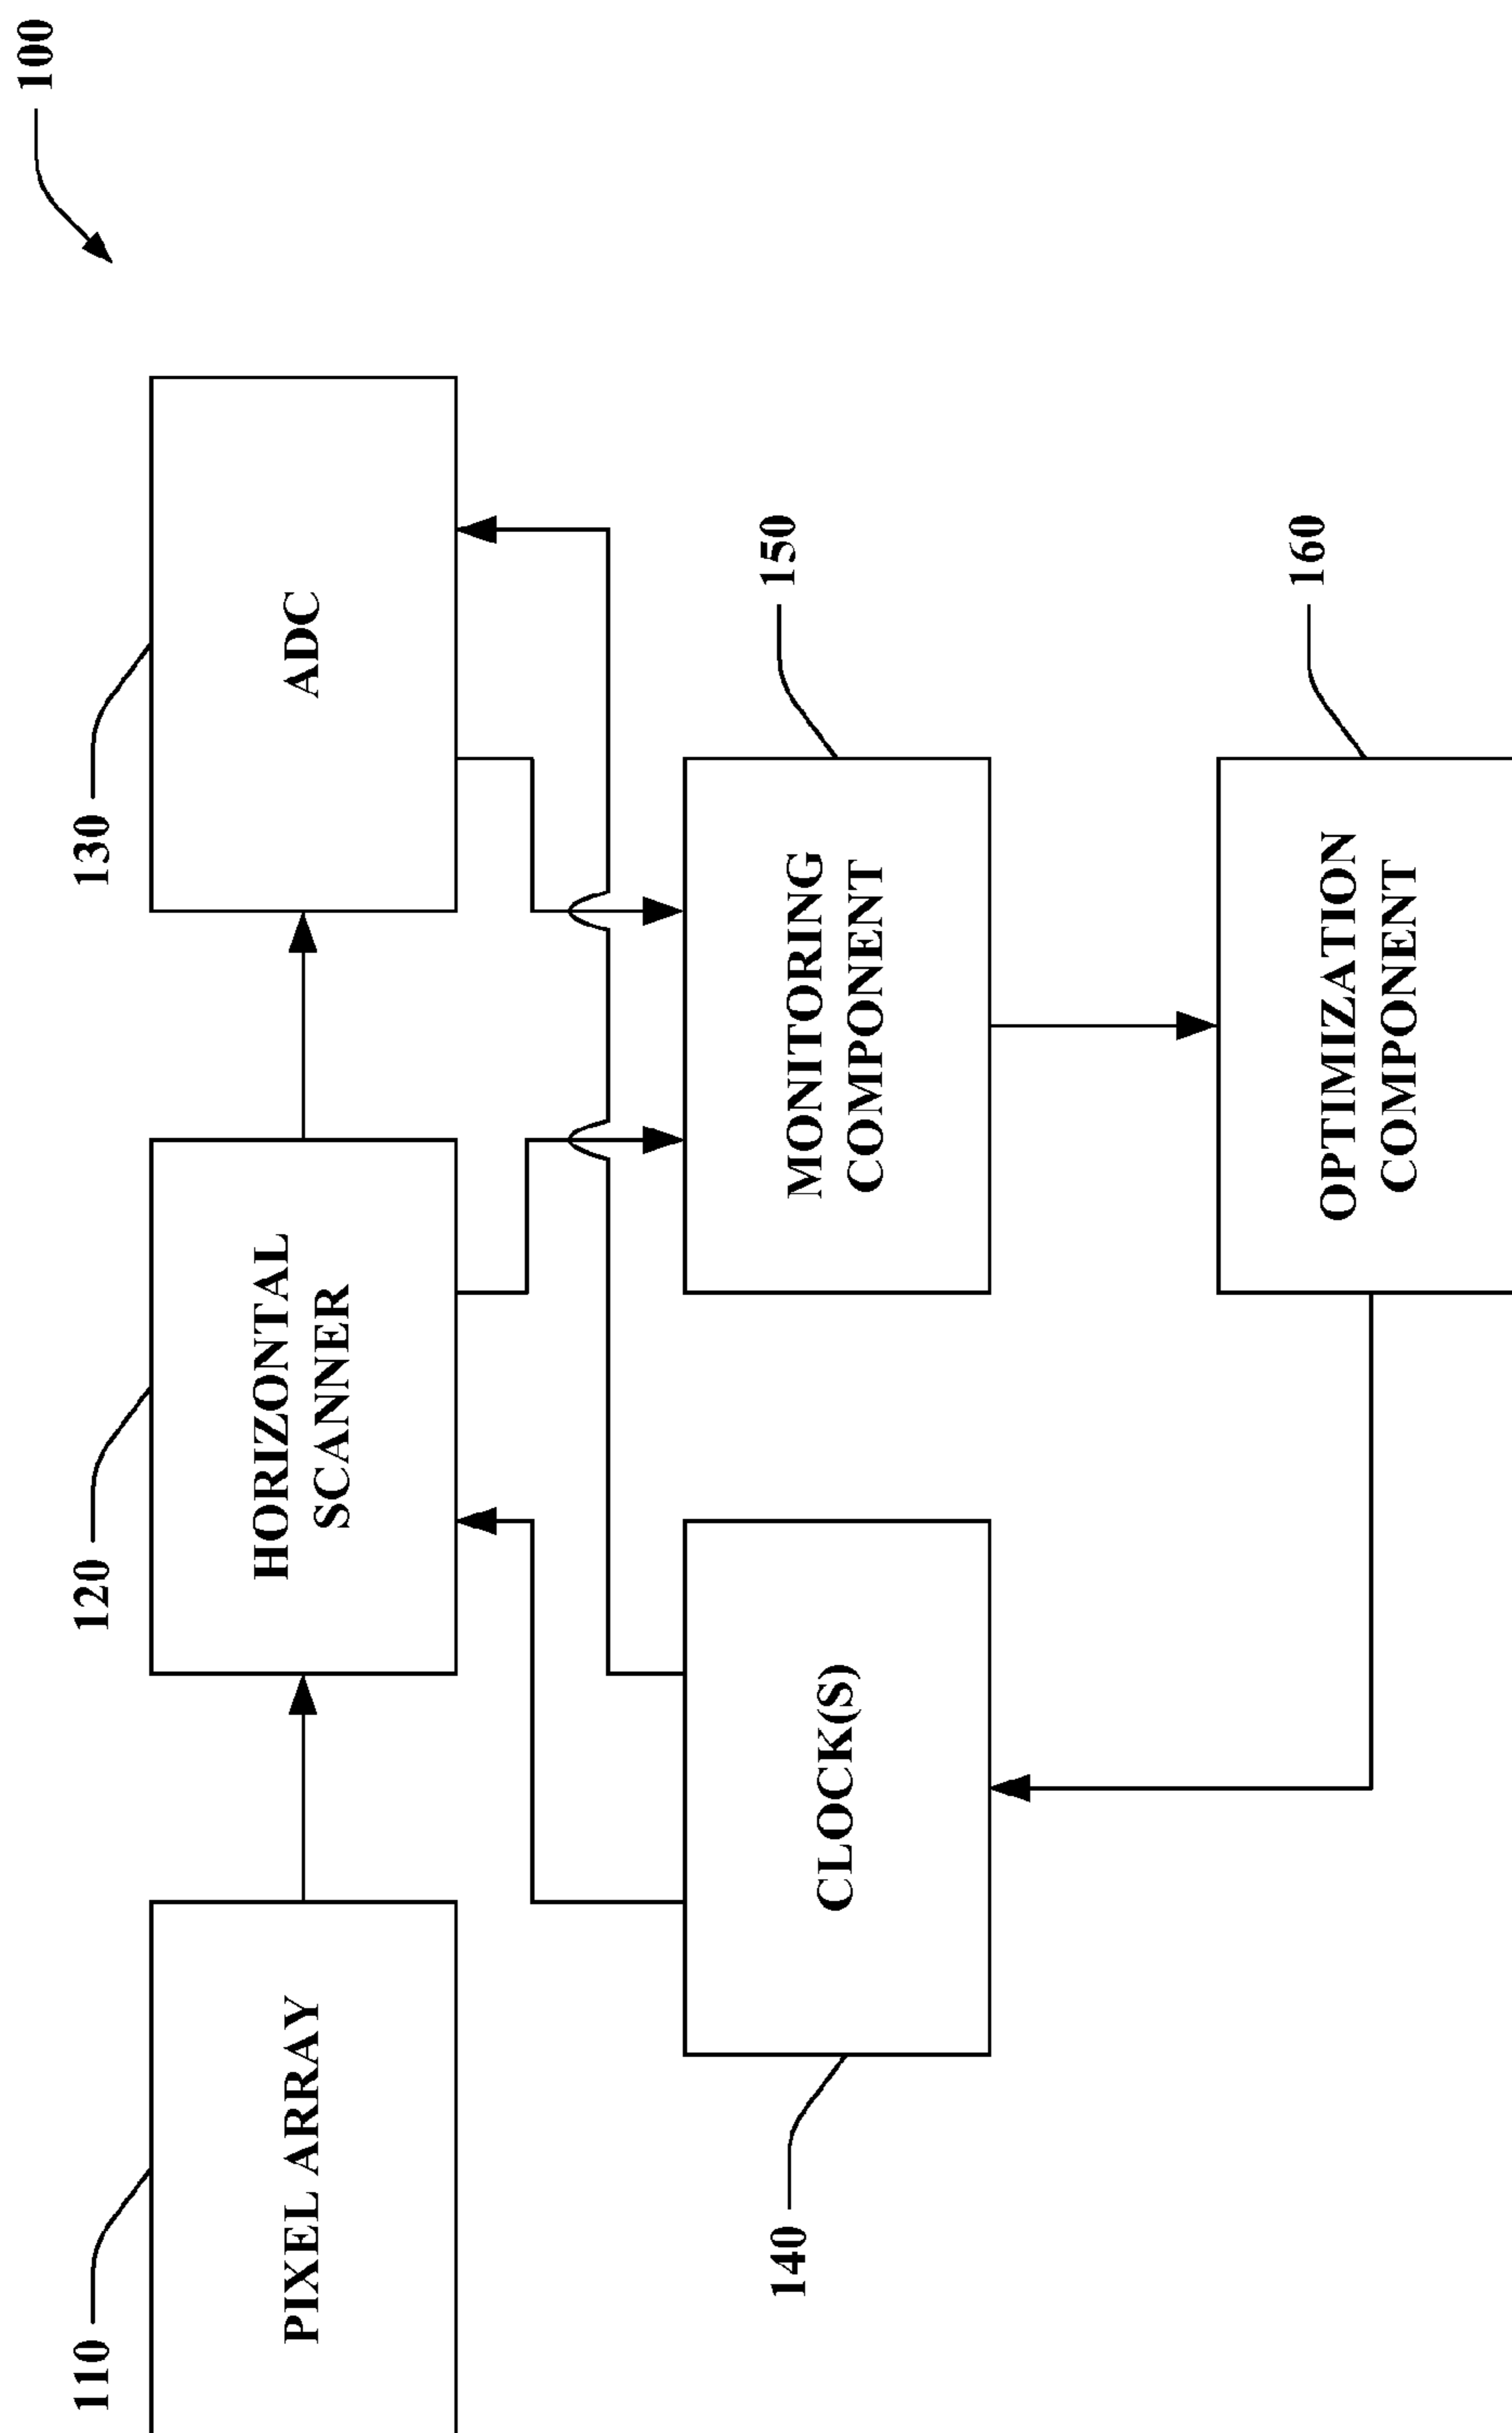 100
110
PIXEL ARRAY
120
HORIZONTAL
SCANNER
130
ADC
140
CLOCK(S)
150
MONITORING
COMPONENT
160
OPTIMIZATION
COMPONENT